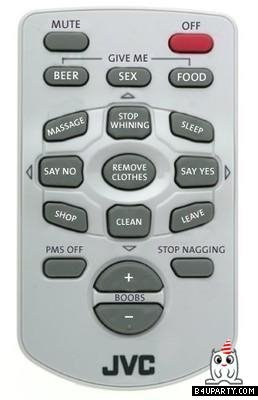 MUTE OFF
GIVE ME
BEER SEX FOOD
MASSAGE STOP WHINING SLEEP
SAY NO REMOVE CLOTHES SAY YES
SHOP CLEAN LEAVE
PMS OFF STOP NAGGING
+
BOOBS
−
JVC
B4UPARTY.COM